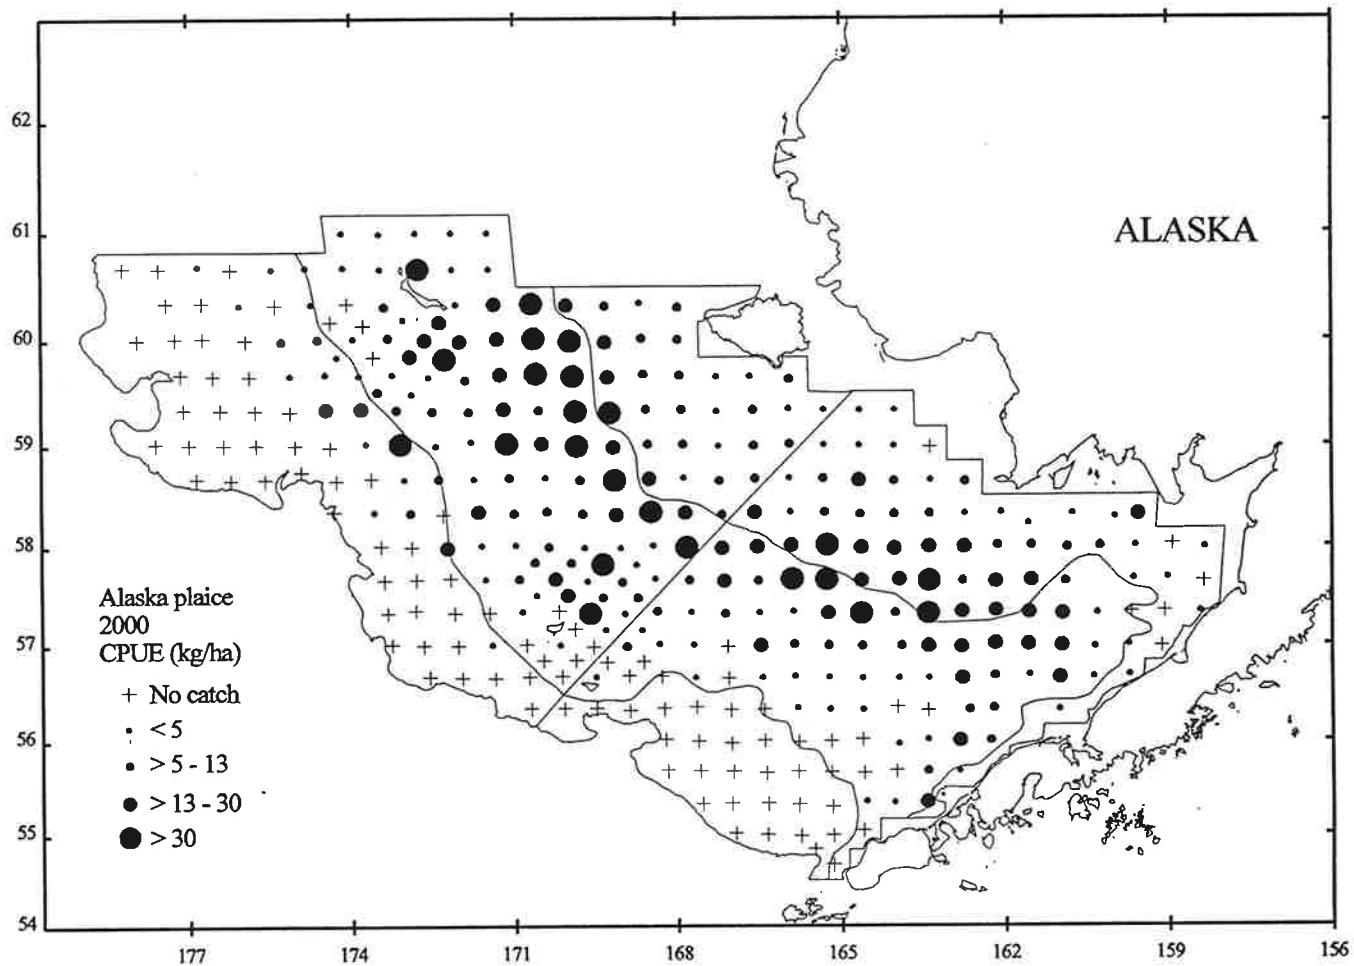 62
61
ALASKA
60
59
58
Alaska plaice
2000
57
CPUE (kg/ha)
+ No catch
< 5
56
> 5 - 13
> 13 - 30
55
> 30
54
177 174 171 168 165 162 159 156